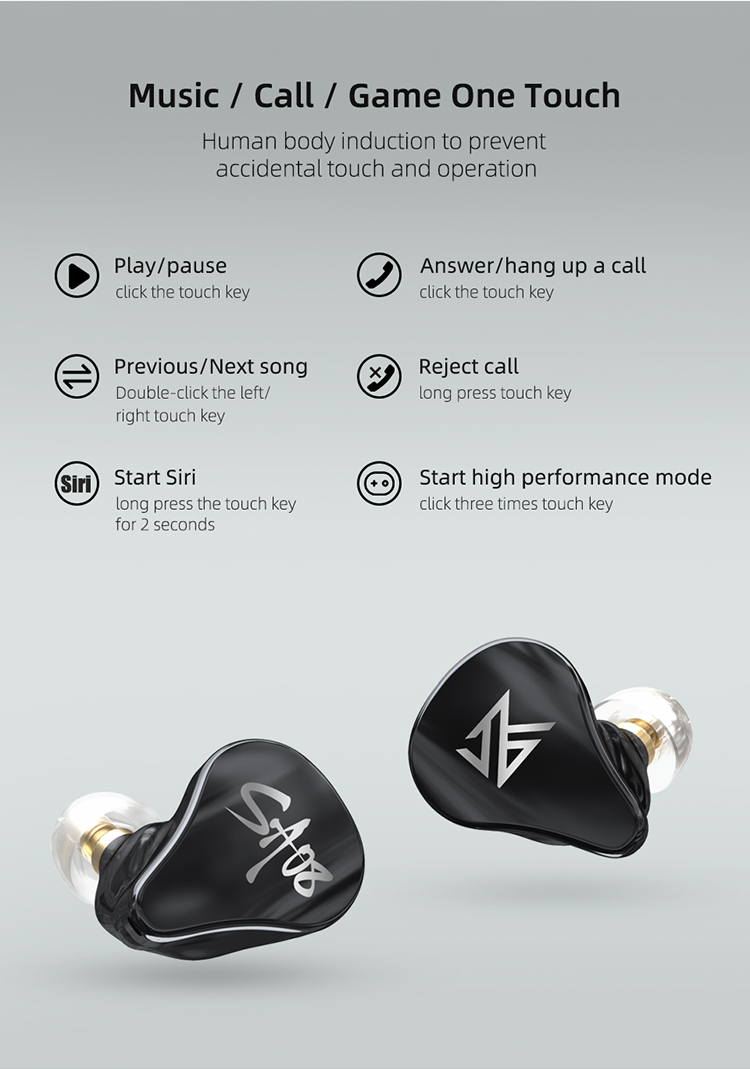 Music / Call / Game One Touch
Human body induction to prevent
accidental touch and operation
Play/pause
click the touch key
Answer/hang up a call
click the touch key
Previous/Next song
Double-click the left/
right touch key
Reject call
long press touch key
Siri
Start Siri
long press the touch key
for 2 seconds
Start high performance mode
click three times touch key
SA08